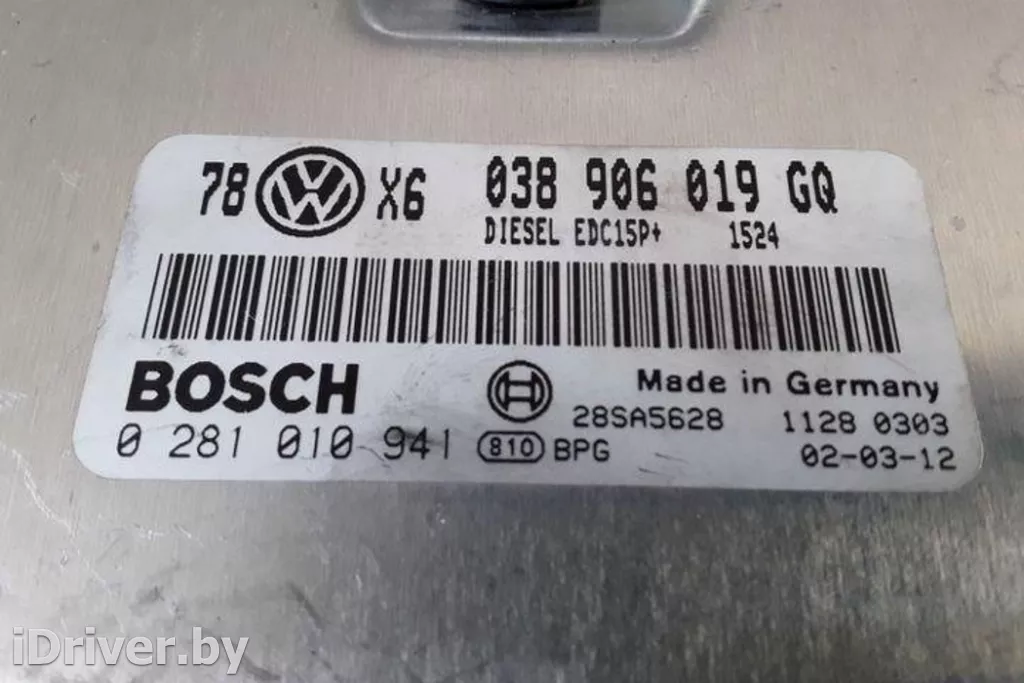 78 VW X6 038 906 019 GQ
DIESEL EDC15P+ 1524
BOSCH
Made in Germany
28SA5628 1128 0303
0 281 010 941 810 BPG 02-03-12
iDriver.by